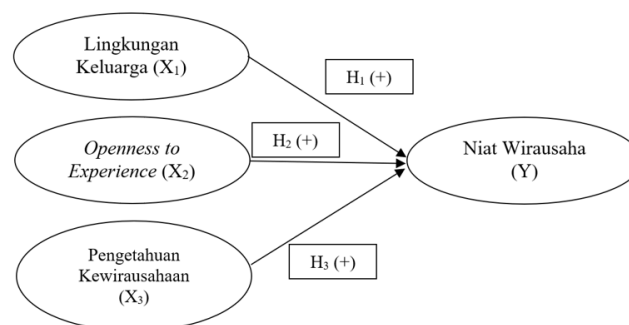 Lingkungan
Keluarga (X₁)
H₁ (+)
Openness to
Experience (X₂)
H₂ (+)
Niat Wirausaha
(Y)
Pengetahuan
Kewirausahaan
(X₃)
H₃ (+)